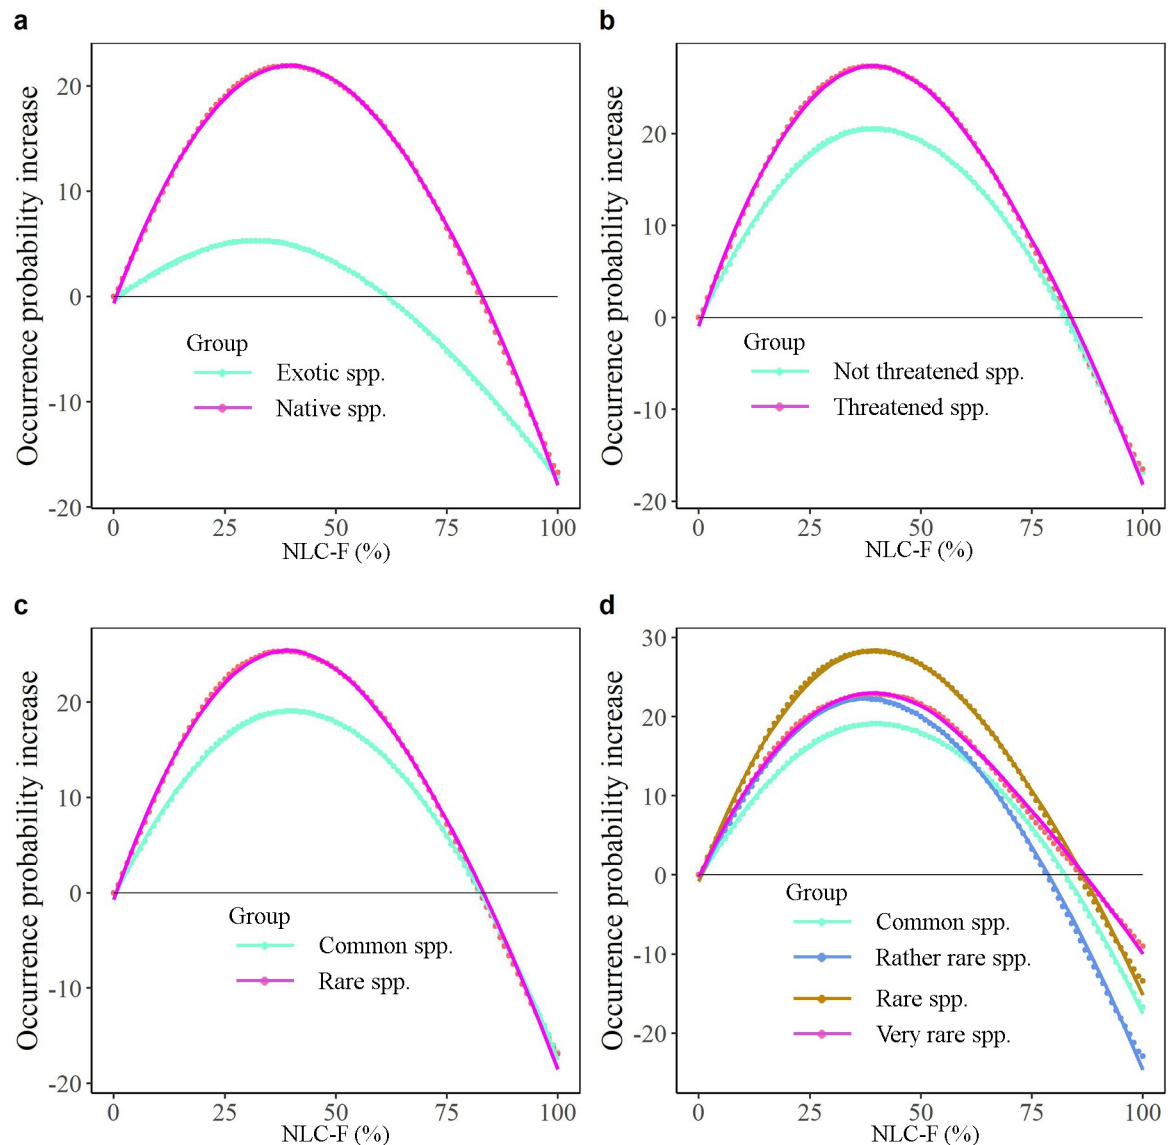 a
Occurrence probability increase
20
10
0
-10
-20
Group
Exotic spp.
Native spp.
0 25 50 75 100
NLC-F (%)
b
Occurrence probability increase
20
10
0
-10
-20
Group
Not threatened spp.
Threatened spp.
0 25 50 75 100
NLC-F (%)
c
Occurrence probability increase
20
10
0
-10
-20
Group
Common spp.
Rare spp.
0 25 50 75 100
NLC-F (%)
d
Occurrence probability increase
30
20
10
0
-10
-20
Group
Common spp.
Rather rare spp.
Rare spp.
Very rare spp.
0 25 50 75 100
NLC-F (%)